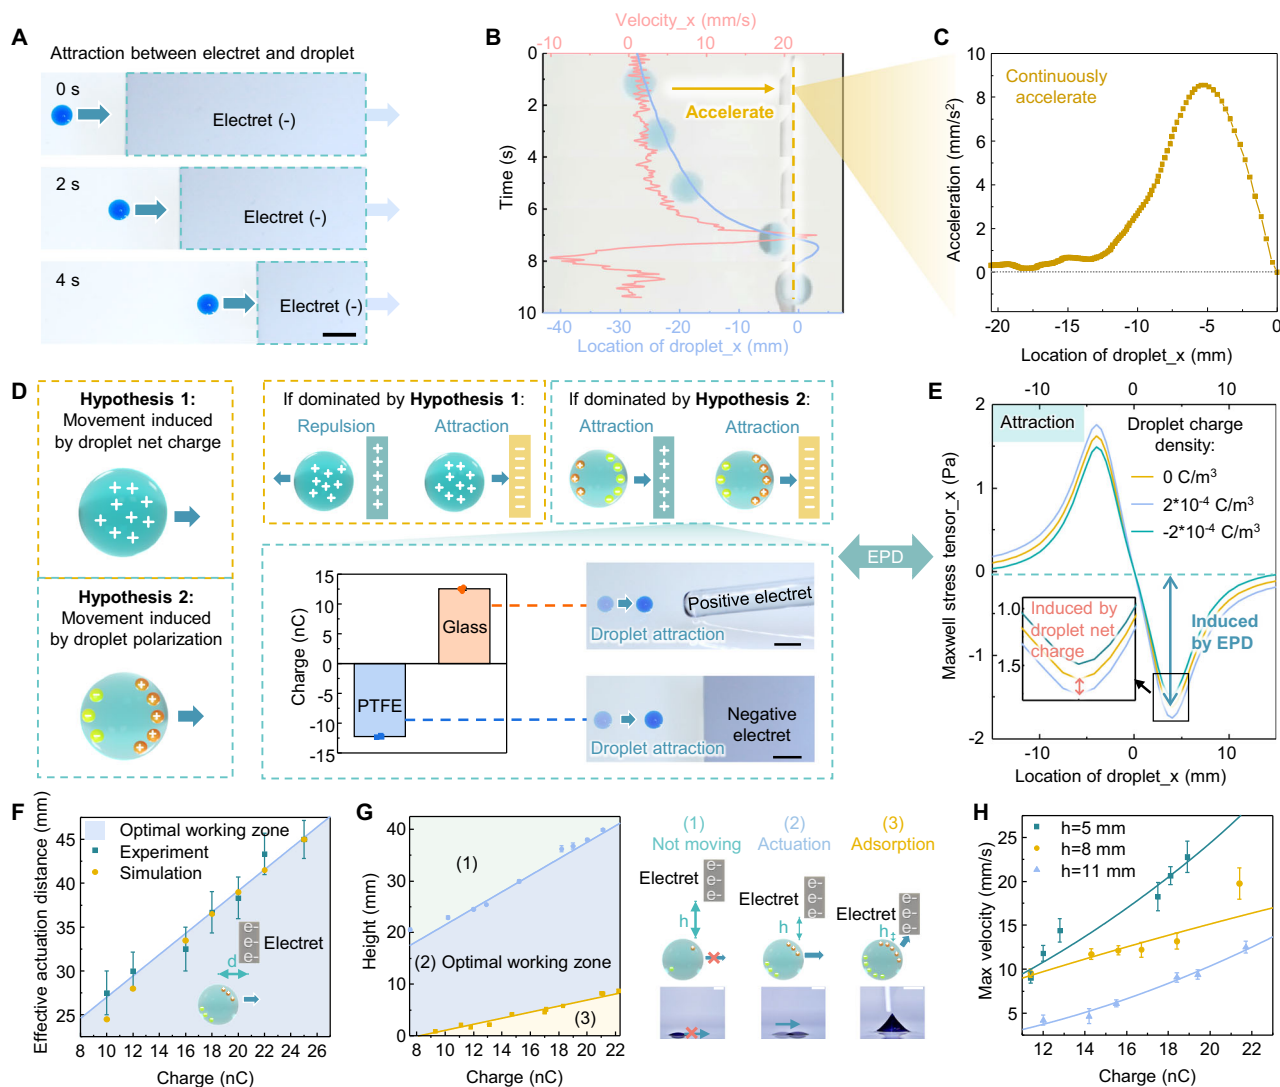 A
Attraction between electret and droplet
0 s
Electret (-)
2 s
Electret (-)
4 s
Electret (-)
B
Velocity_x (mm/s)
-10 0 10 20
Time (s)
0
2
4
6
8
10
Accelerate
-40 -30 -20 -10 0
Location of droplet_x (mm)
C
Continuously
accelerate
Acceleration (mm/s²)
10
8
6
4
2
0
-20 -15 -10 -5 0
Location of droplet_x (mm)
D
Hypothesis 1:
Movement induced
by droplet net charge
+ + + + + + + + + +
Hypothesis 2:
Movement induced
by droplet polarization
If dominated by Hypothesis 1:
Repulsion Attraction
If dominated by Hypothesis 2:
Attraction Attraction
Charge (nC)
15
10
5
0
-5
-10
-15
Glass
PTFE
Positive electret
Droplet attraction
Negative
electret
Droplet attraction
EPD
E
-10 0 10
Attraction
Droplet charge
density:
0 C/m³
2*10⁻⁴ C/m³
-2*10⁻⁴ C/m³
Maxwell stress tensor_x (Pa)
2
1
0
-1
-2
1.0
1.5
Induced by
droplet net
charge
Induced
by EPD
-10 0 10
Location of droplet_x (mm)
F
Effective actuation distance (mm)
45
40
35
30
25
Optimal working zone
Experiment
Simulation
e-
e-
e-
Electret
d
8 10 12 14 16 18 20 22 24 26
Charge (nC)
G
Height (mm)
40
30
20
10
0
(1)
(2) Optimal working zone
(3)
8 10 12 14 16 18 20 22
Charge (nC)
(1)
Not moving
Electret
e-
e-
e-
h
(2)
Actuation
Electret
e-
e-
e-
h
(3)
Adsorption
Electret
e-
e-
e-
h
H
h=5 mm
h=8 mm
h=11 mm
Max velocity (mm/s)
25
20
15
10
5
12 14 16 18 20 22
Charge (nC)